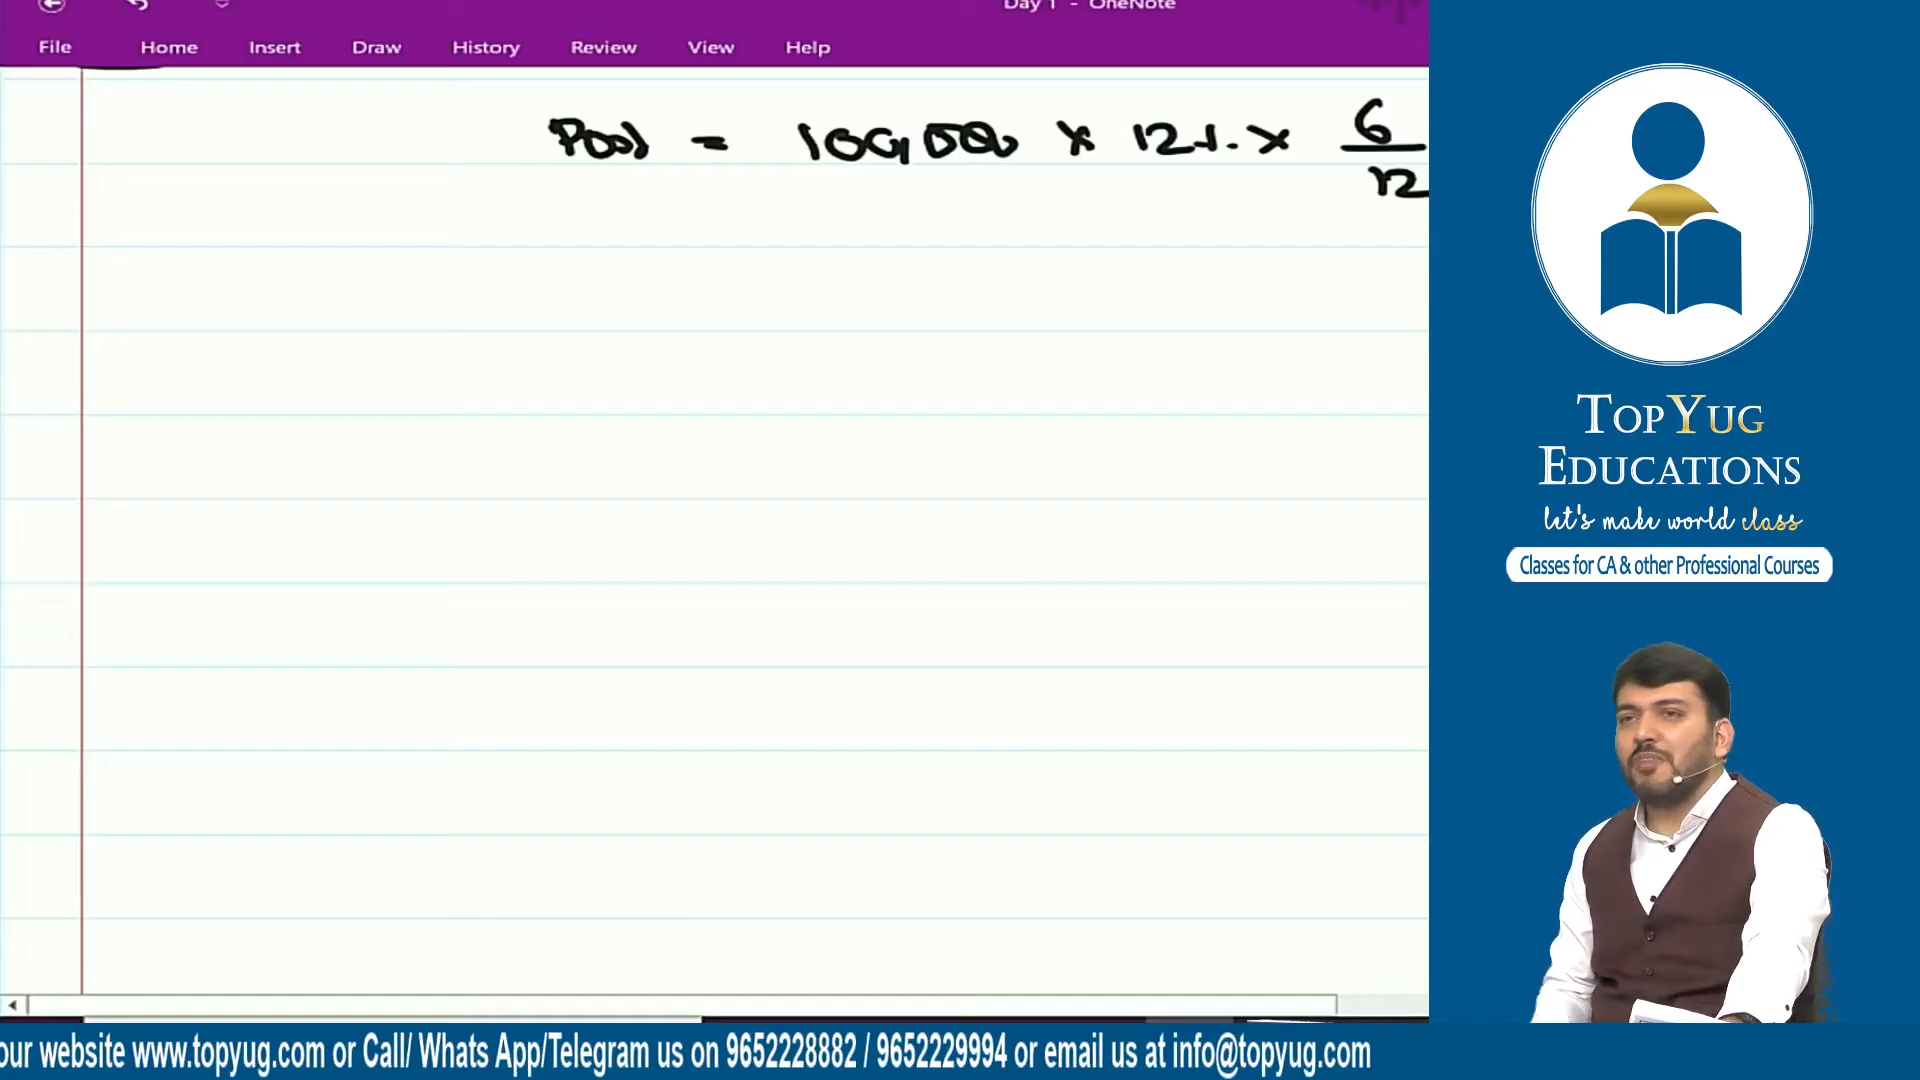 Day 1 - OneNote
File Home Insert Draw History Review View Help
= 100,000 × 12% × 6/12
TOPYUG
EDUCATIONS
let's make world class
Classes for CA & other Professional Courses
our website www.topyug.com or Call/ Whats App/Telegram us on 9652228882 / 9652229994 or email us at info@topyug.com